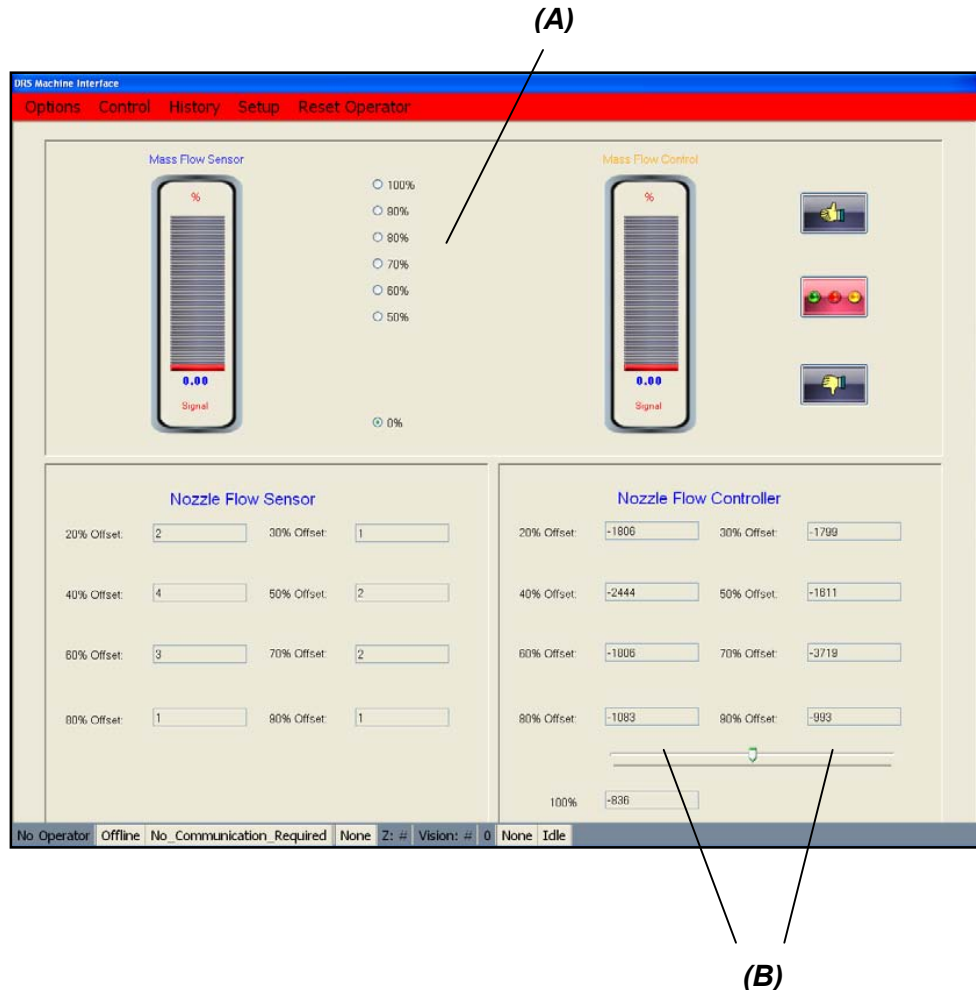 (A)
DRS Machine Interface
Options Control History Setup Reset Operator
Mass Flow Sensor
Mass Flow Control
%
%
100%
90%
80%
70%
60%
50%
0.00
0.00
Signal
Signal
0%
Nozzle Flow Sensor
20% Offset: 2 30% Offset: 1
40% Offset: 4 50% Offset: 2
60% Offset: 3 70% Offset: 2
80% Offset: 1 90% Offset: 1
Nozzle Flow Controller
20% Offset: -1806 30% Offset: -1799
40% Offset: -2444 50% Offset: -1611
60% Offset: -1806 70% Offset: -3719
80% Offset: -1083 90% Offset: -993
100% -836
No Operator Offline No_Communication_Required None Z: # Vision: # 0 None Idle
(B)